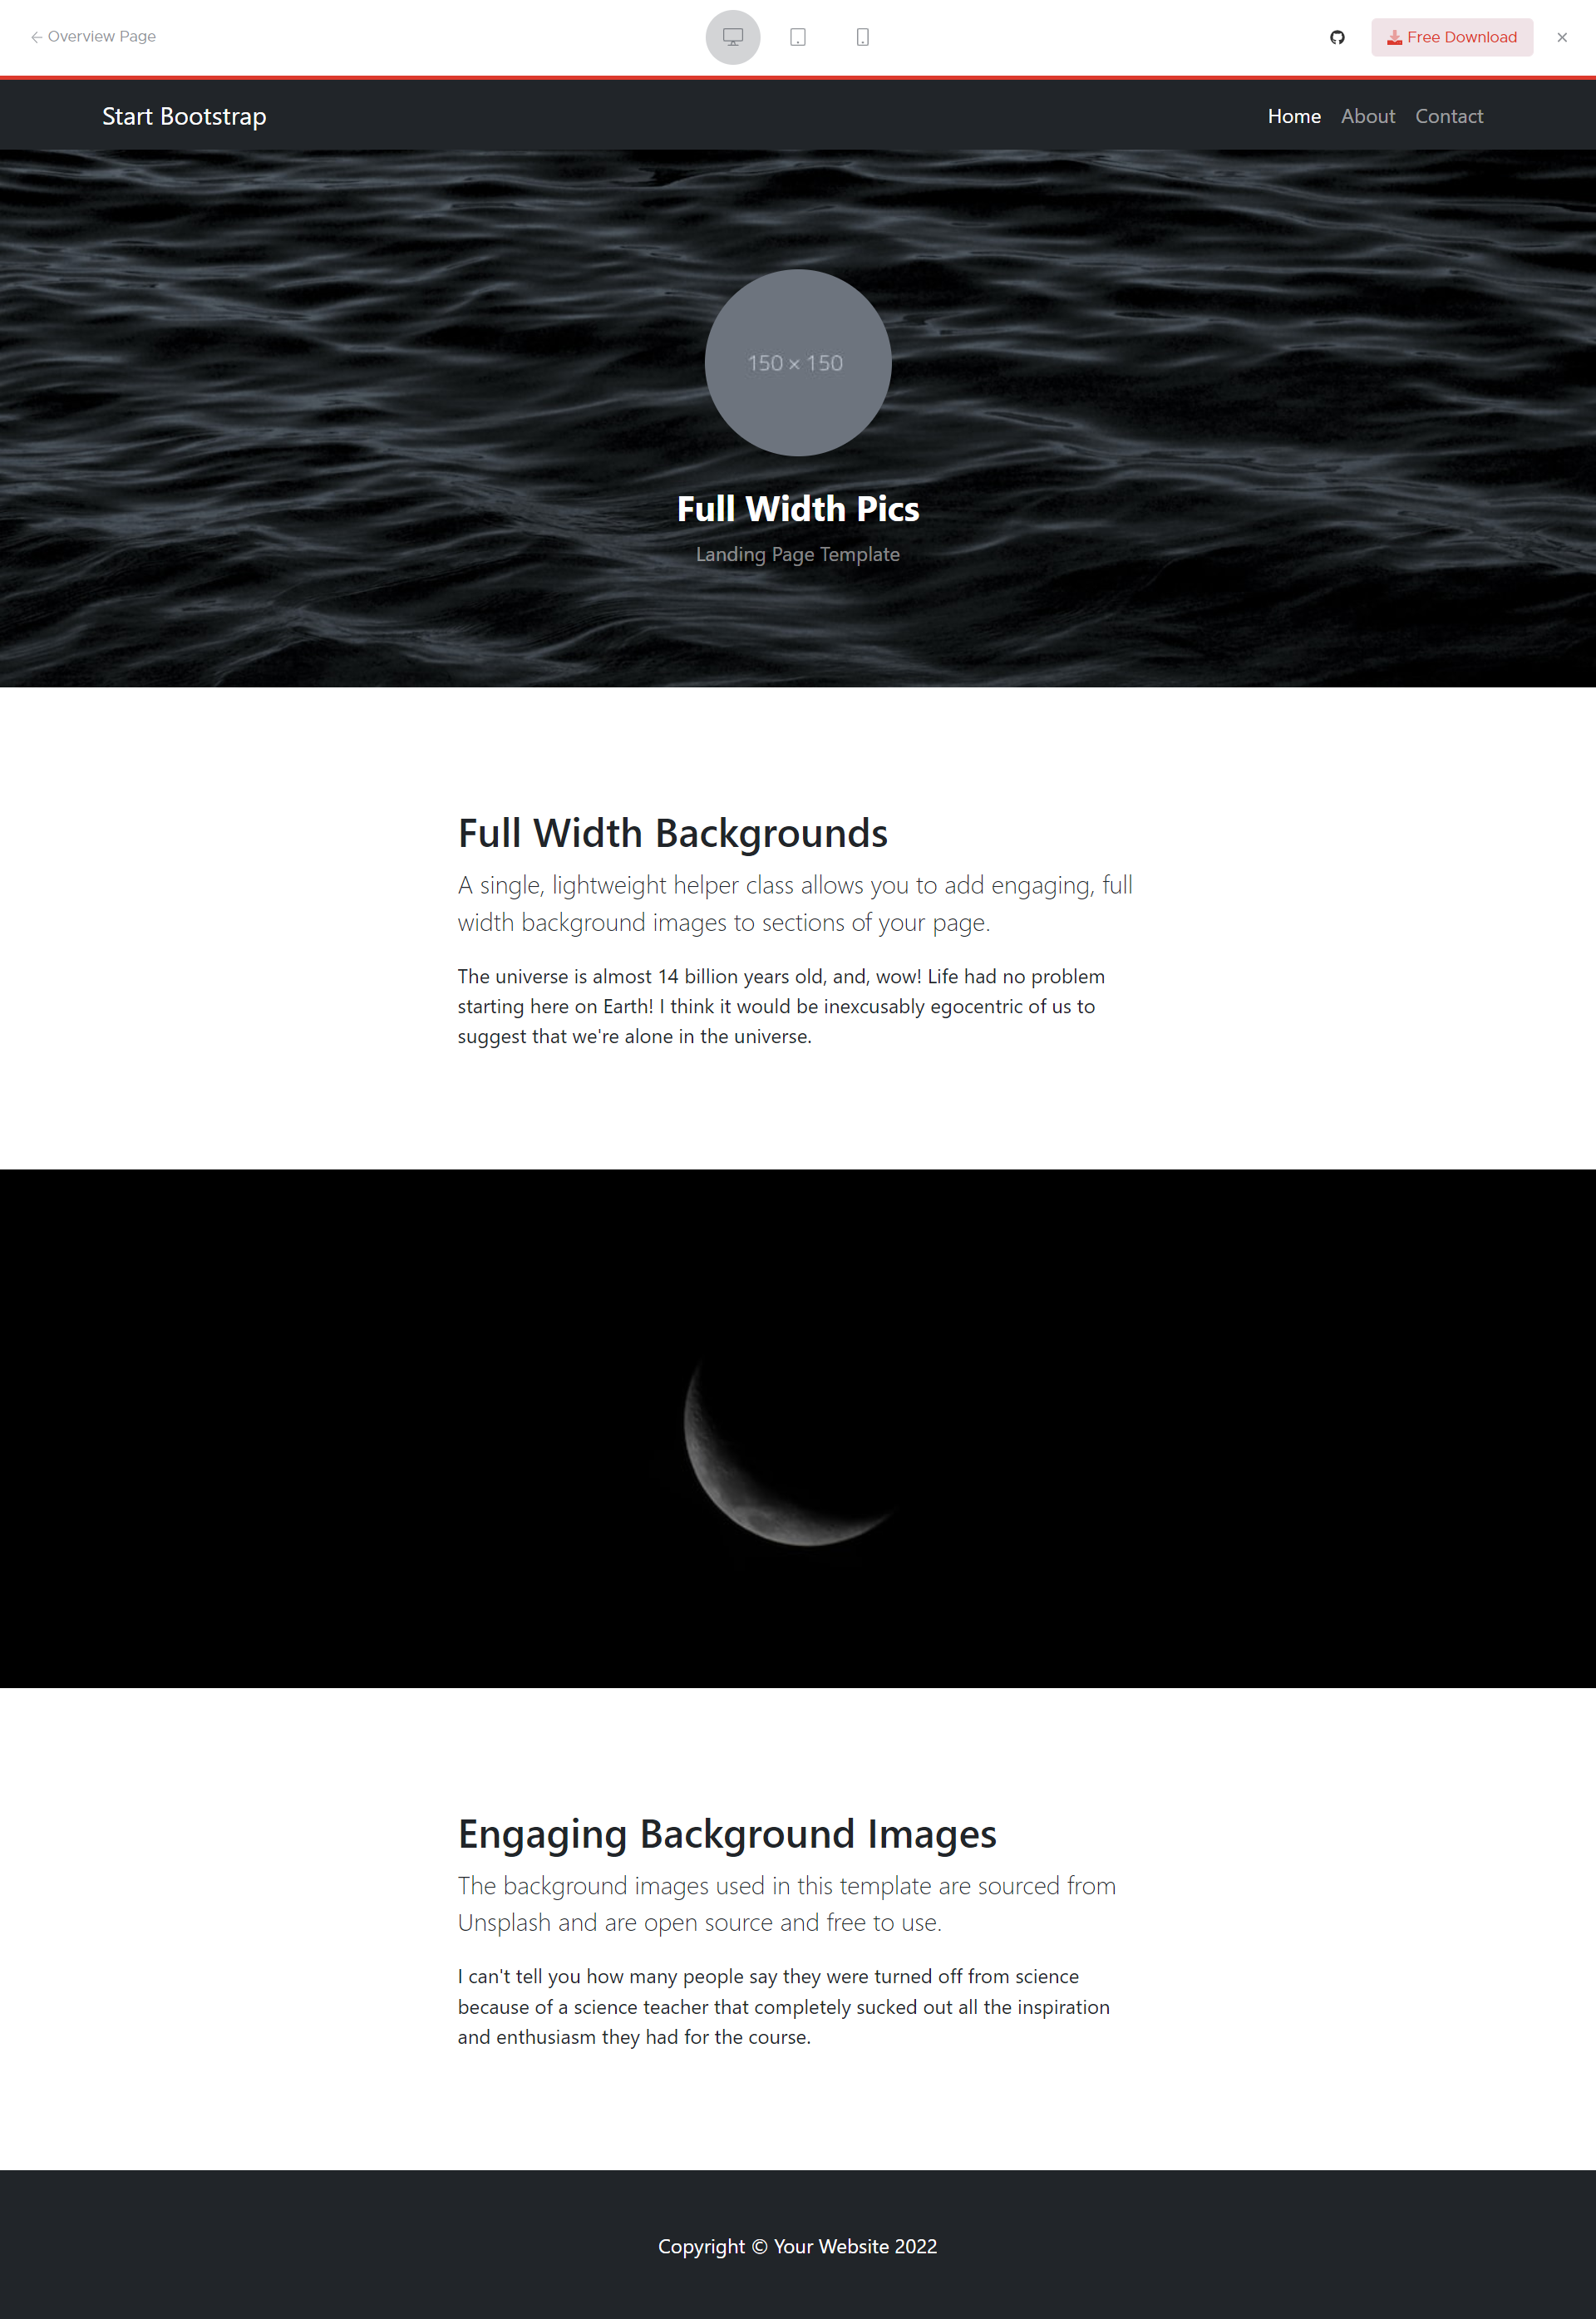 Overview Page
Free Download
Start Bootstrap
Home About Contact
150 × 150
Full Width Pics
Landing Page Template
Full Width Backgrounds
A single, lightweight helper class allows you to add engaging, full
width background images to sections of your page.
The universe is almost 14 billion years old, and, wow! Life had no problem
starting here on Earth! I think it would be inexcusably egocentric of us to
suggest that we're alone in the universe.
Engaging Background Images
The background images used in this template are sourced from
Unsplash and are open source and free to use.
I can't tell you how many people say they were turned off from science
because of a science teacher that completely sucked out all the inspiration
and enthusiasm they had for the course.
Copyright © Your Website 2022